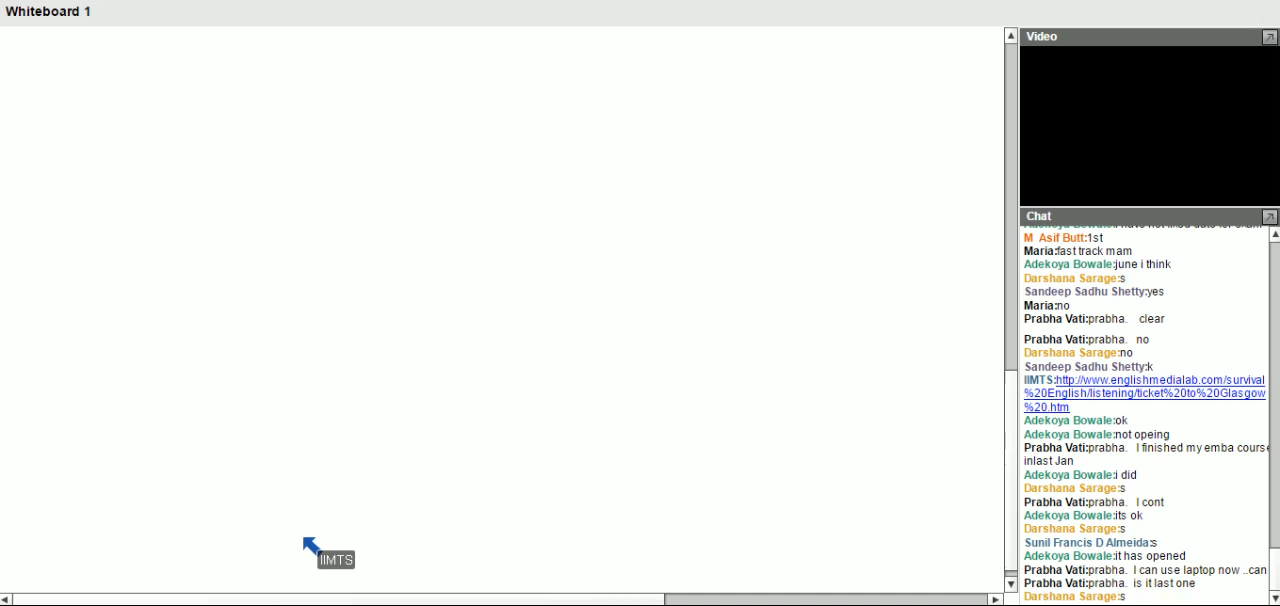 Whiteboard 1
Video
Chat
M Asif Butt:1st
Maria:fast track mam
Adekoya Bowale:june i think
Darshana Sarage:s
Sandeep Sadhu Shetty:yes
Maria:no
Prabha Vati:prabha. clear
Prabha Vati:prabha. no
Darshana Sarage:no
Sandeep Sadhu Shetty:k
IIMTS:http://www.englishmedialab.com/survival
%20English/listening/ticket%20to%20Glasgow
%20.htm
Adekoya Bowale:ok
Adekoya Bowale:not opeing
Prabha Vati:prabha. I finished my emba course
inlast Jan
Adekoya Bowale:i did
Darshana Sarage:s
Prabha Vati:prabha. I cont
Adekoya Bowale:its ok
Darshana Sarage:s
Sunil Francis D Almeida:s
Adekoya Bowale:it has opened
Prabha Vati:prabha. I can use laptop now ..can
Prabha Vati:prabha. is it last one
Darshana Sarage:s
IIMTS